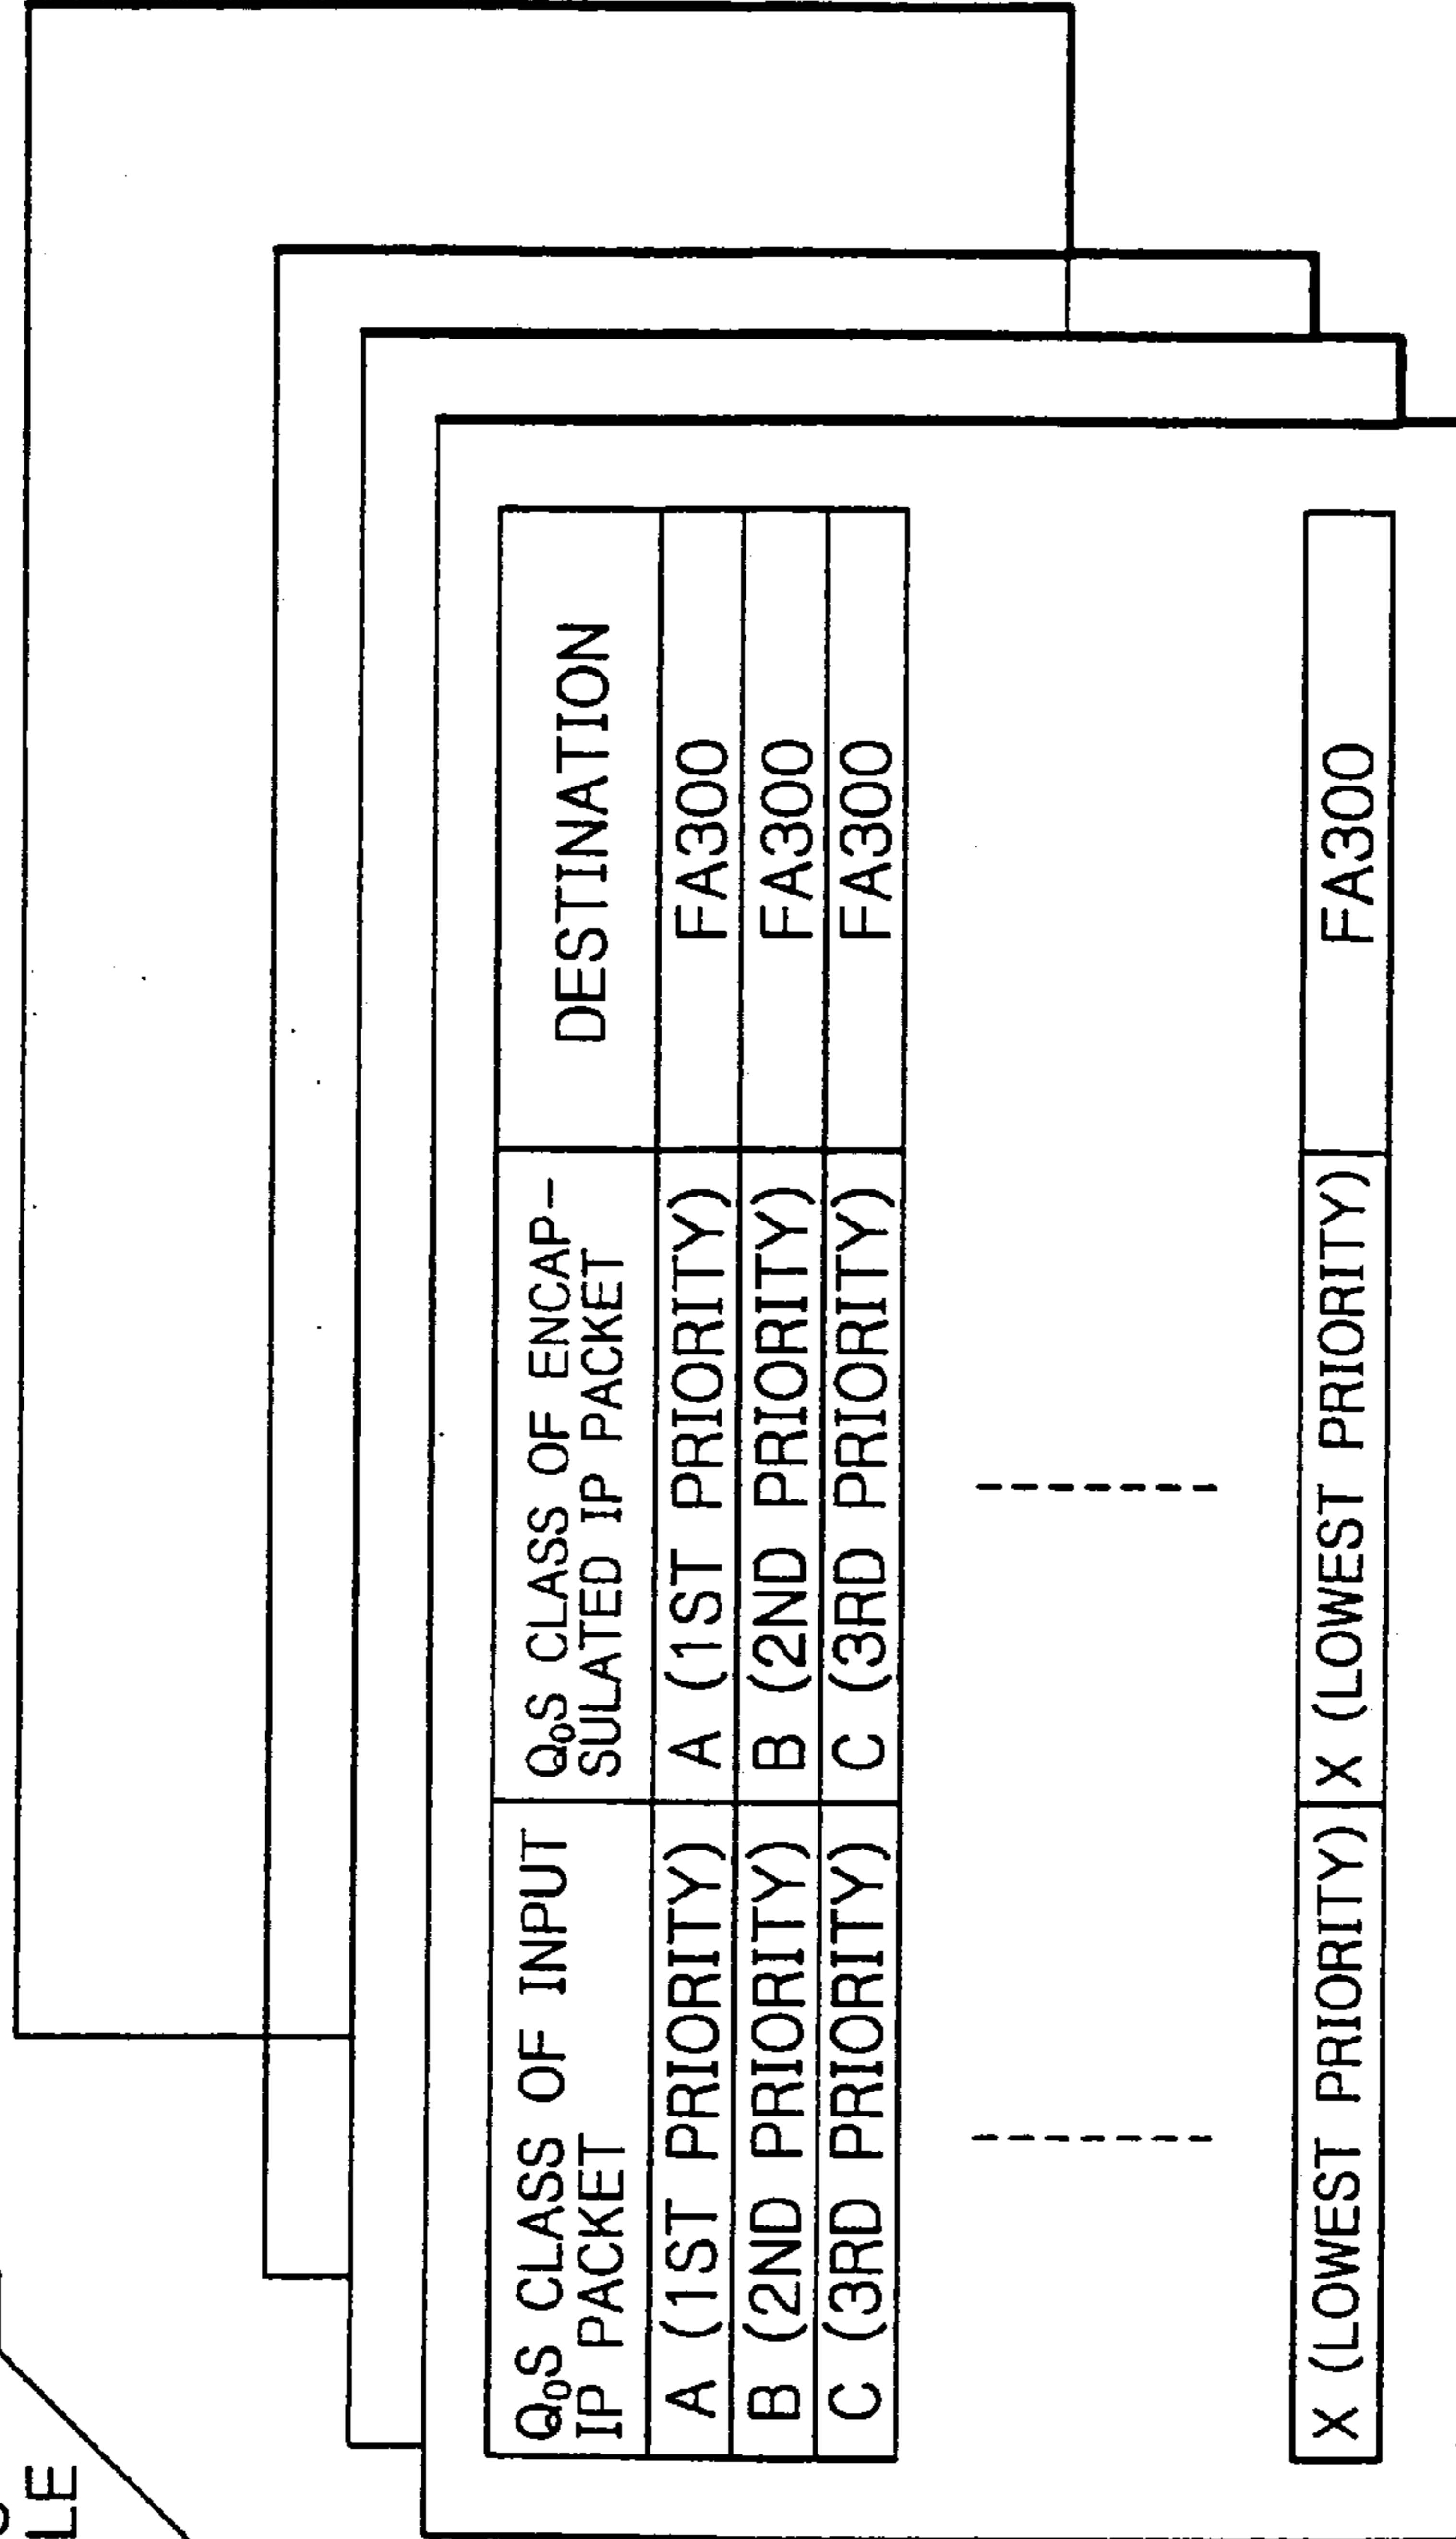 LE
QoS CLASS OF INPUT
IP PACKET
QoS CLASS OF ENCAP-
SULATED IP PACKET
DESTINATION
A (1ST PRIORITY) A (1ST PRIORITY) FA300
B (2ND PRIORITY) B (2ND PRIORITY) FA300
C (3RD PRIORITY) C (3RD PRIORITY) FA300
X (LOWEST PRIORITY) X (LOWEST PRIORITY) FA300